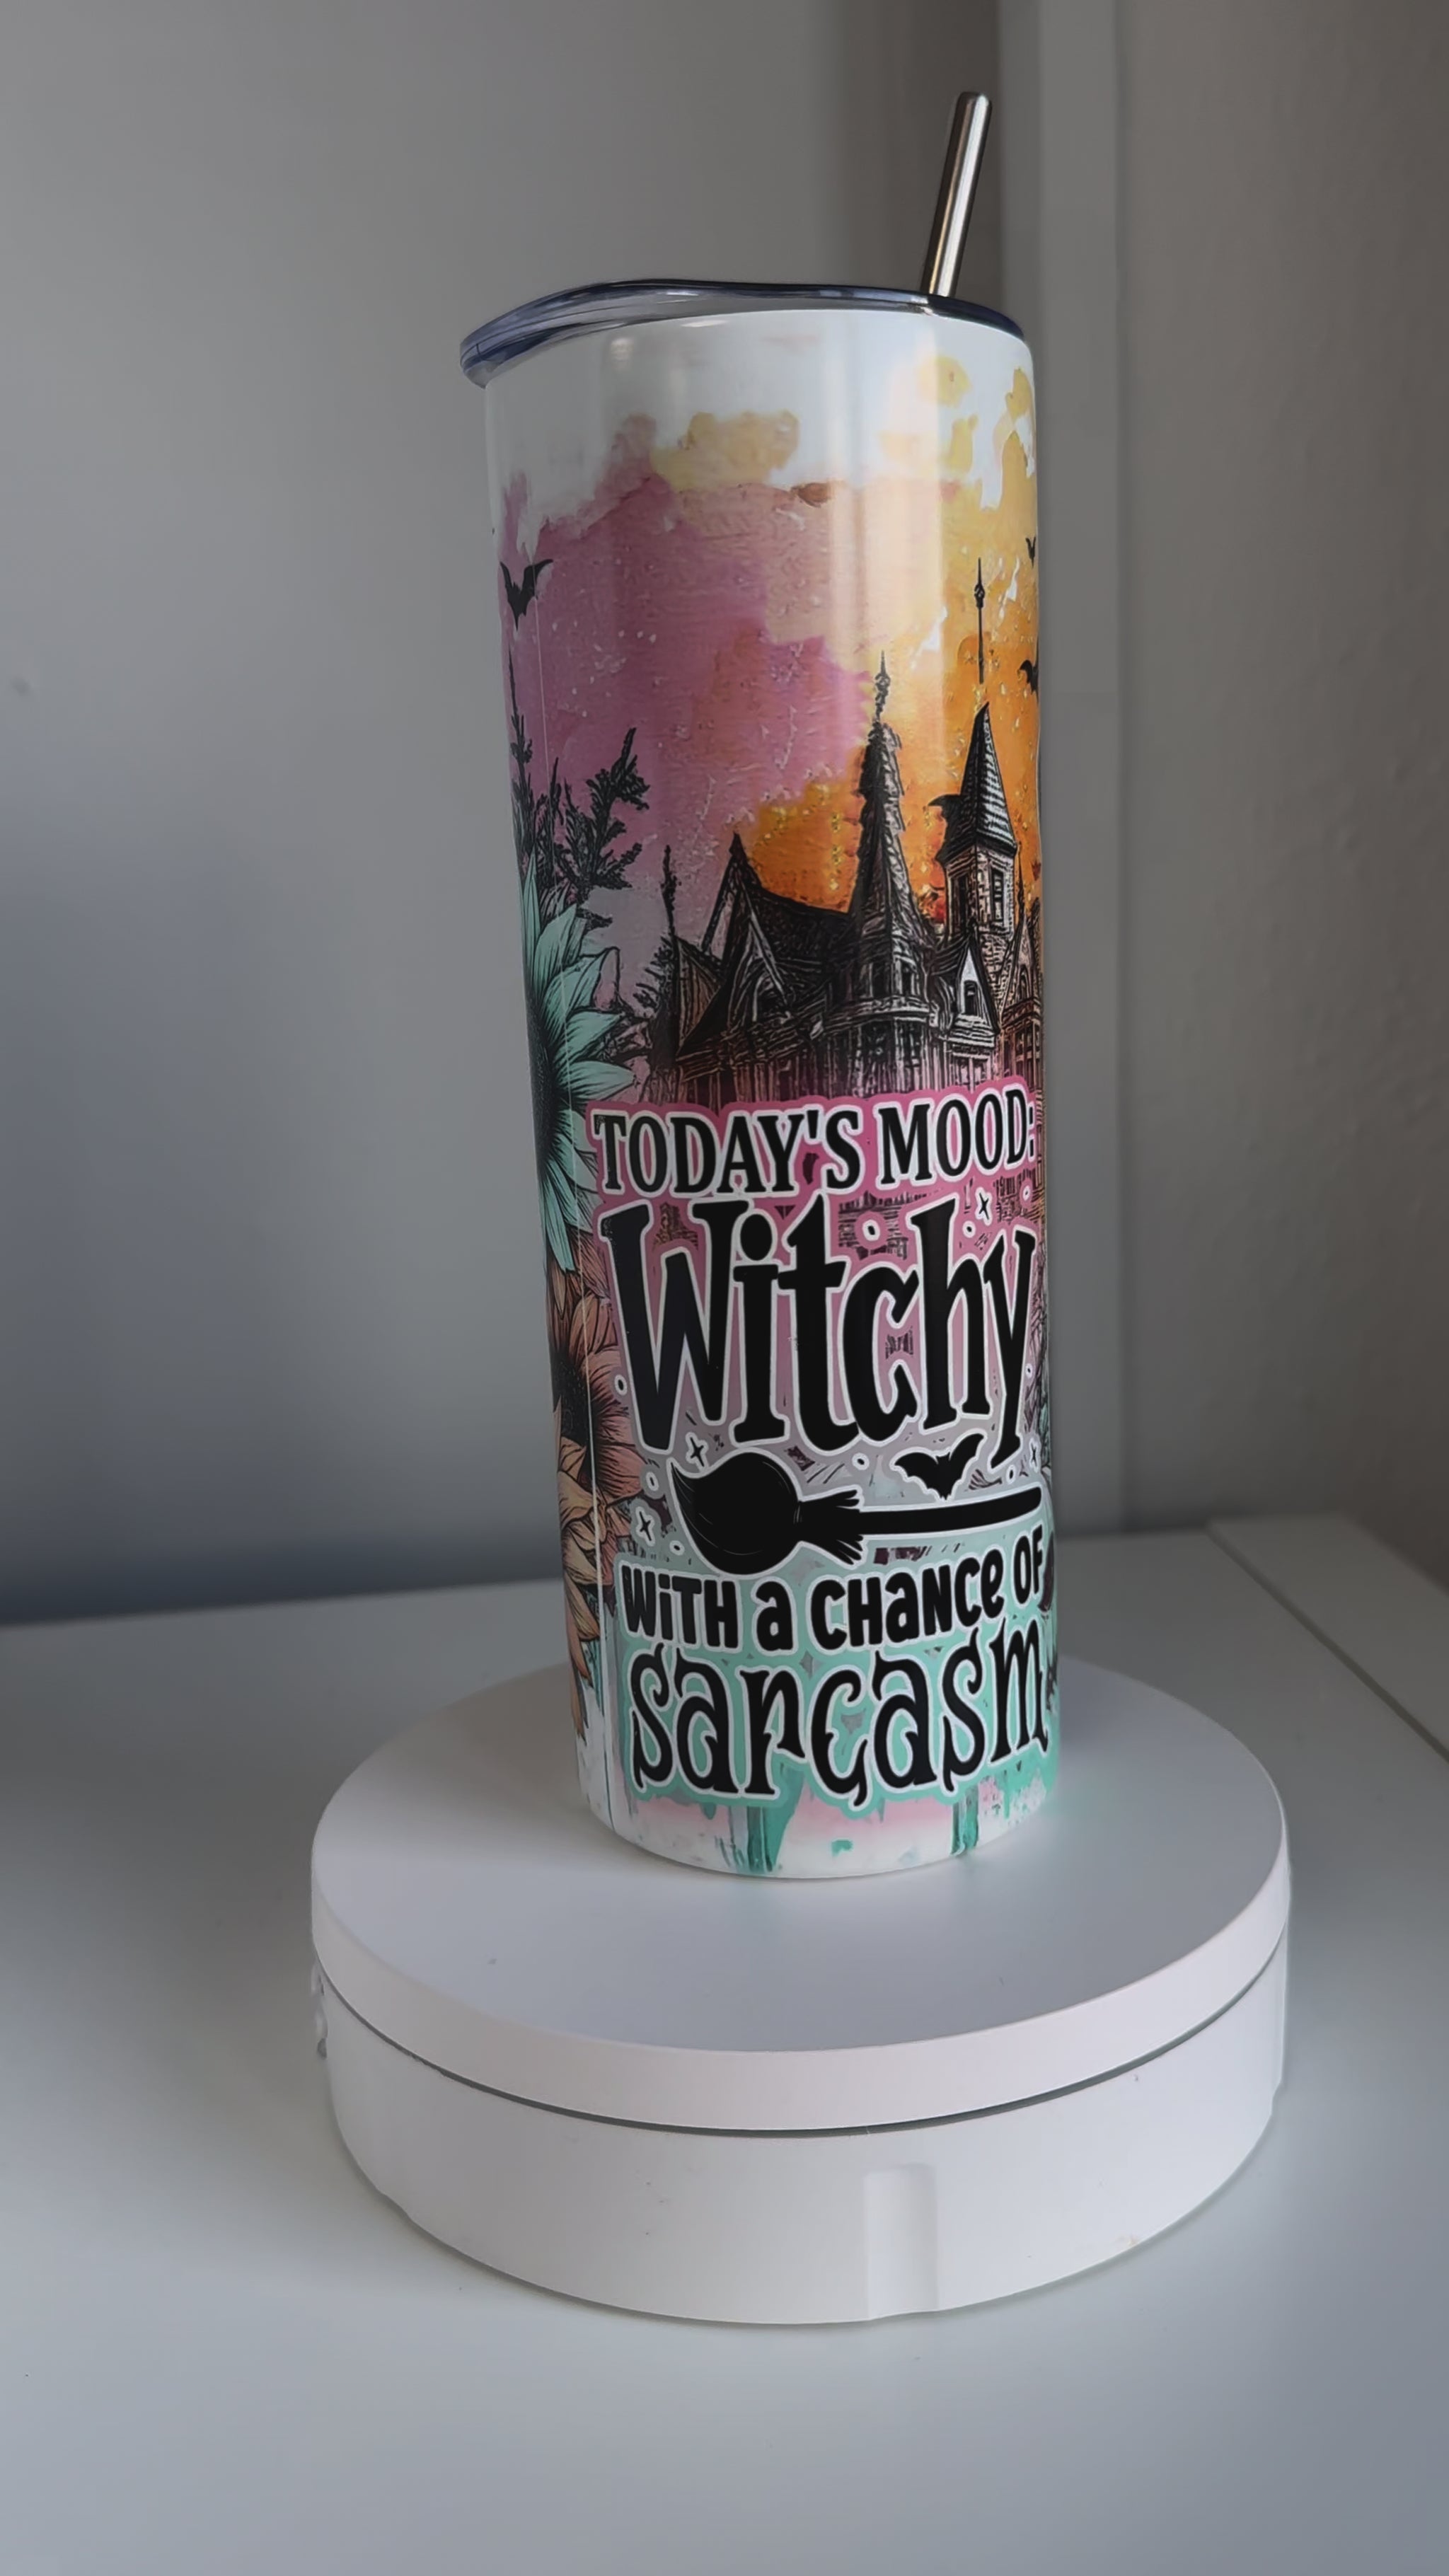 TODAY'S MOOD:
Witchy
WITH a CHANCE OF
sarcasm